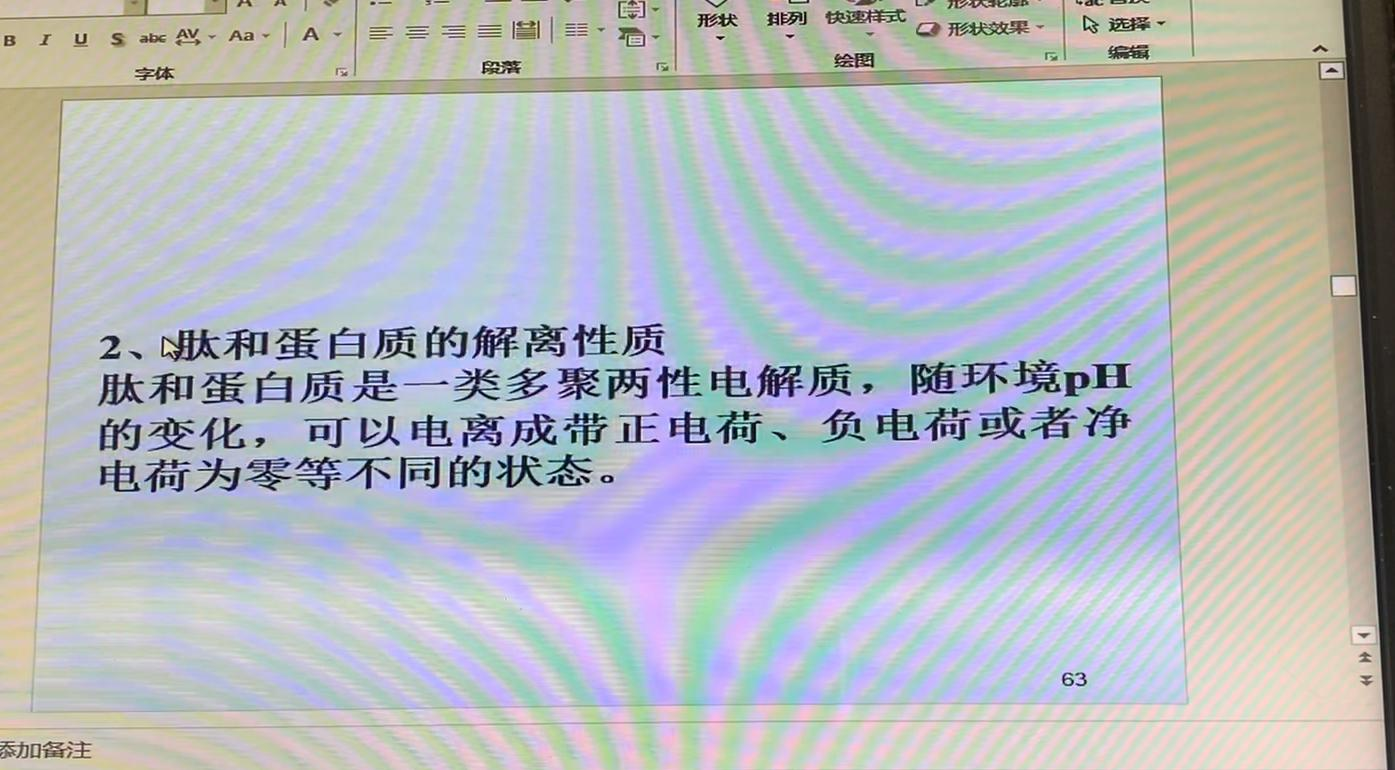 B I U S abc AV Aa A
形状 排列 快速样式
形状效果
选择
字体 段落 绘图 编辑
2、肽和蛋白质的解离性质
肽和蛋白质是一类多聚两性电解质，随环境pH
的变化，可以电离成带正电荷、负电荷或者净
电荷为零等不同的状态。
63
添加备注